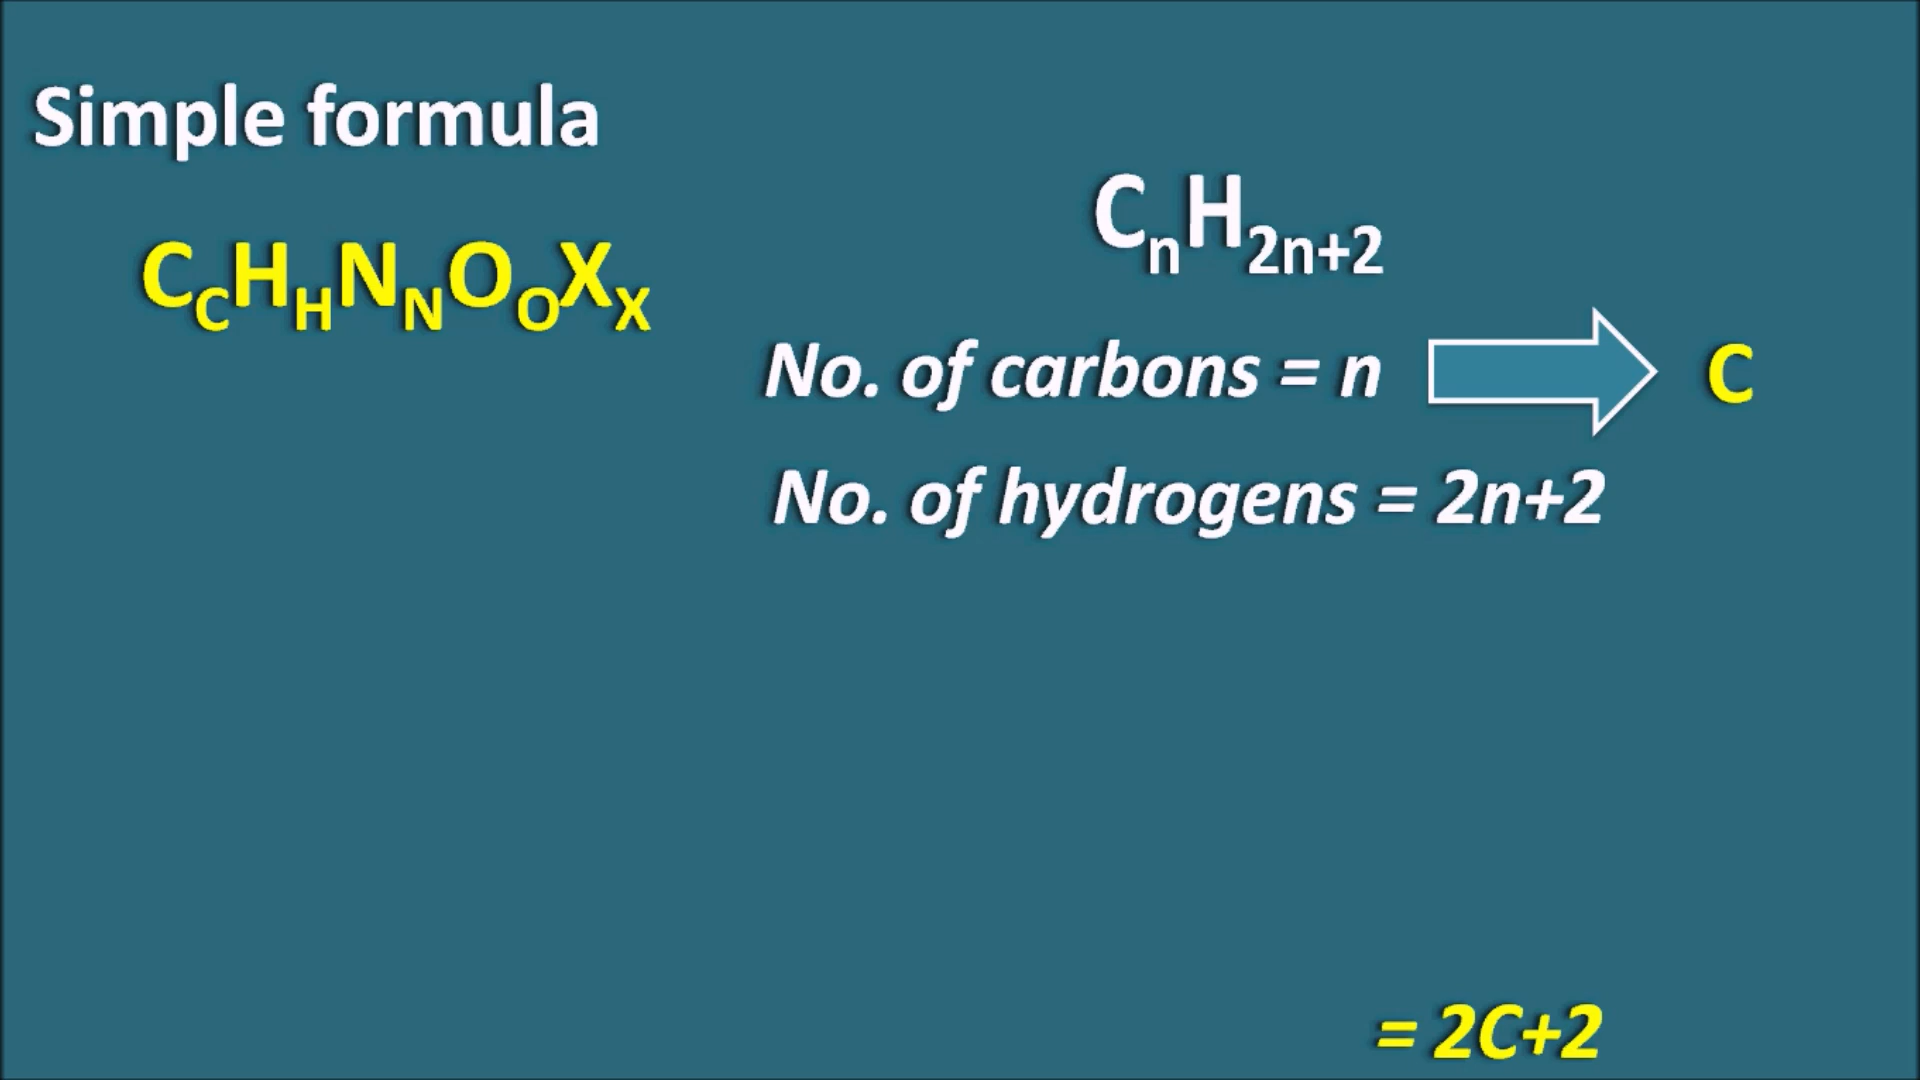 Simple formula
CnH2n+2
CCHHNNOOXX
No. of carbons = n C
No. of hydrogens = 2n+2
= 2C+2